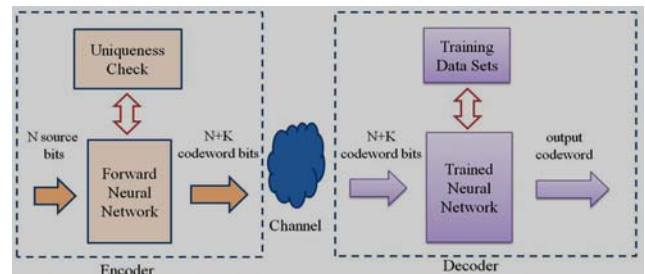 Uniqueness
Check
N source
bits
Forward
Neural
Network
N+K
codeword bits
Encoder
Channel
N+K
codeword bits
Training
Data Sets
Trained
Neural
Network
output
codeword
Decoder